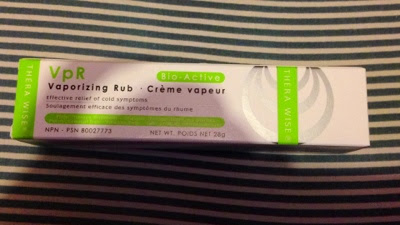 THERA WISE
VpR
Bio-Active
Vaporizing Rub · Crème vapeur
effective relief of cold symptoms
Soulagement efficace des symptômes du rhume
NPN - PSN 80027773
NET WT. POIDS NET 28g
THERA WISE